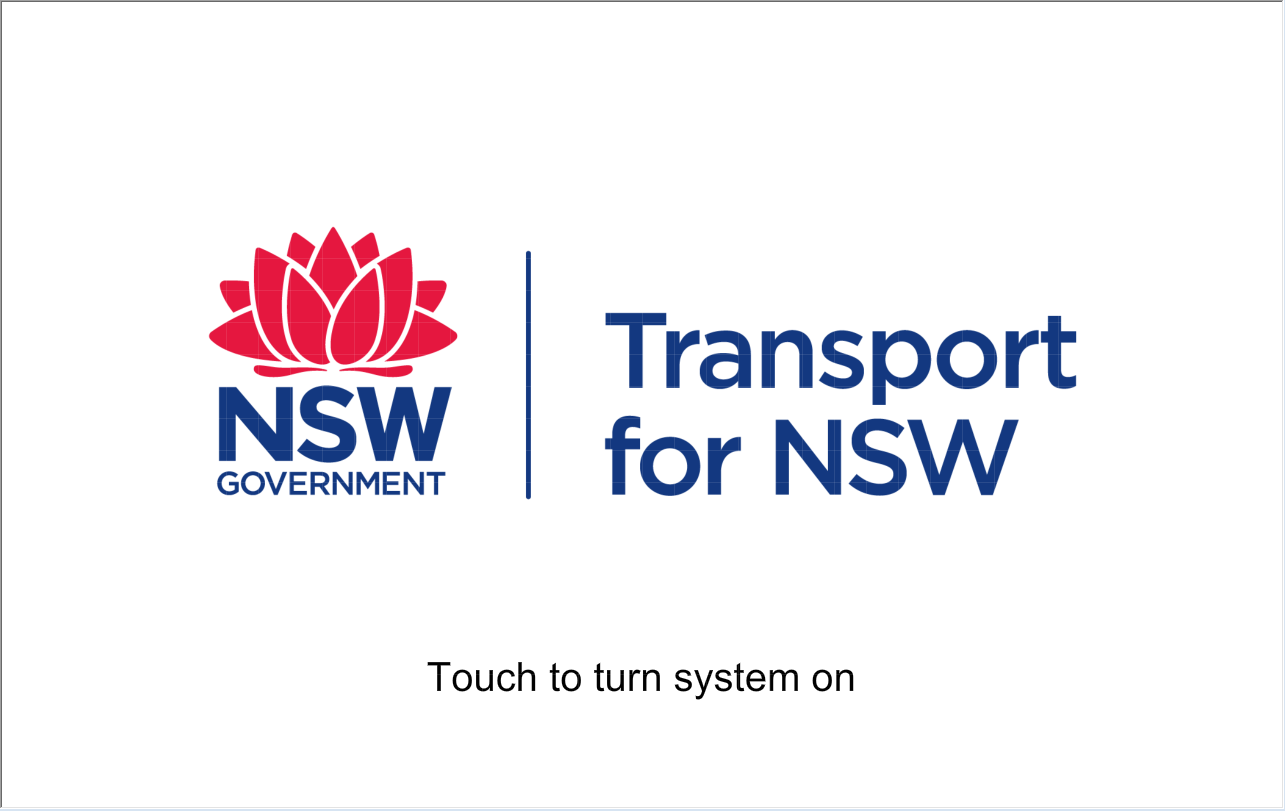 NSW
GOVERNMENT
Transport
for NSW
Touch to turn system on